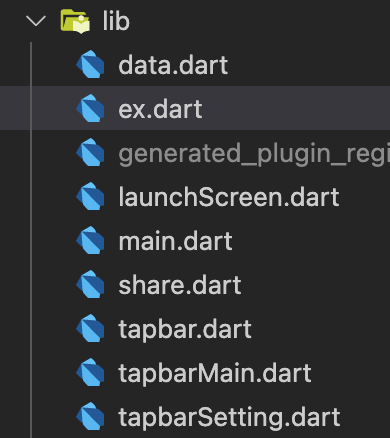 lib
data.dart
ex.dart
generated_plugin_regi
launchScreen.dart
main.dart
share.dart
tapbar.dart
tapbarMain.dart
tapbarSetting.dart